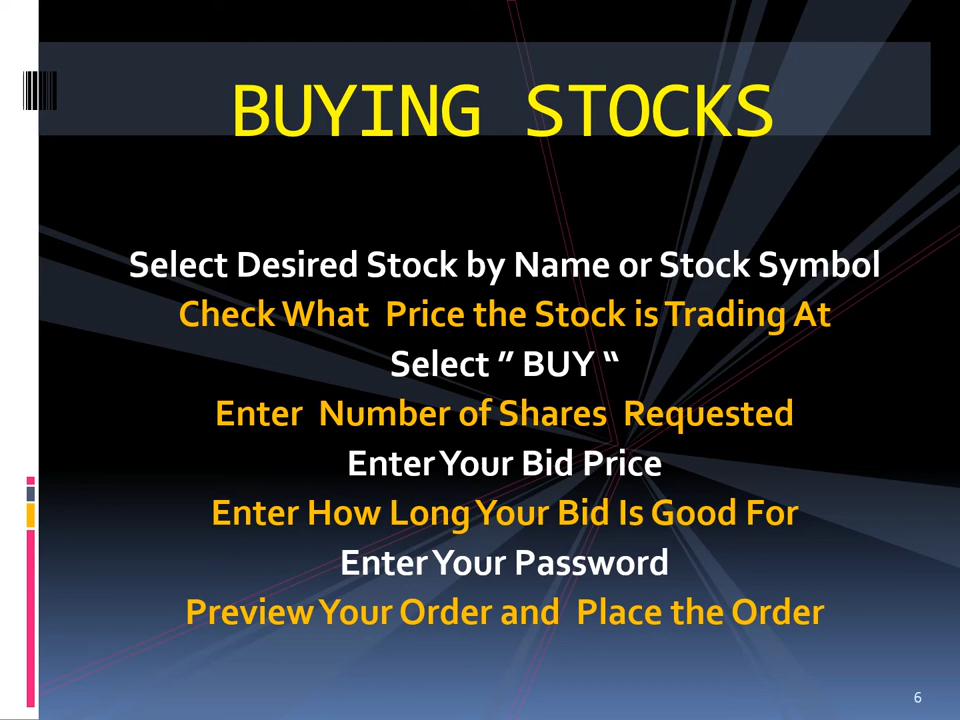 BUYING STOCKS
Select Desired Stock by Name or Stock Symbol
Check What Price the Stock is Trading At
Select ” BUY “
Enter Number of Shares Requested
Enter Your Bid Price
Enter How Long Your Bid Is Good For
Enter Your Password
Preview Your Order and Place the Order
6